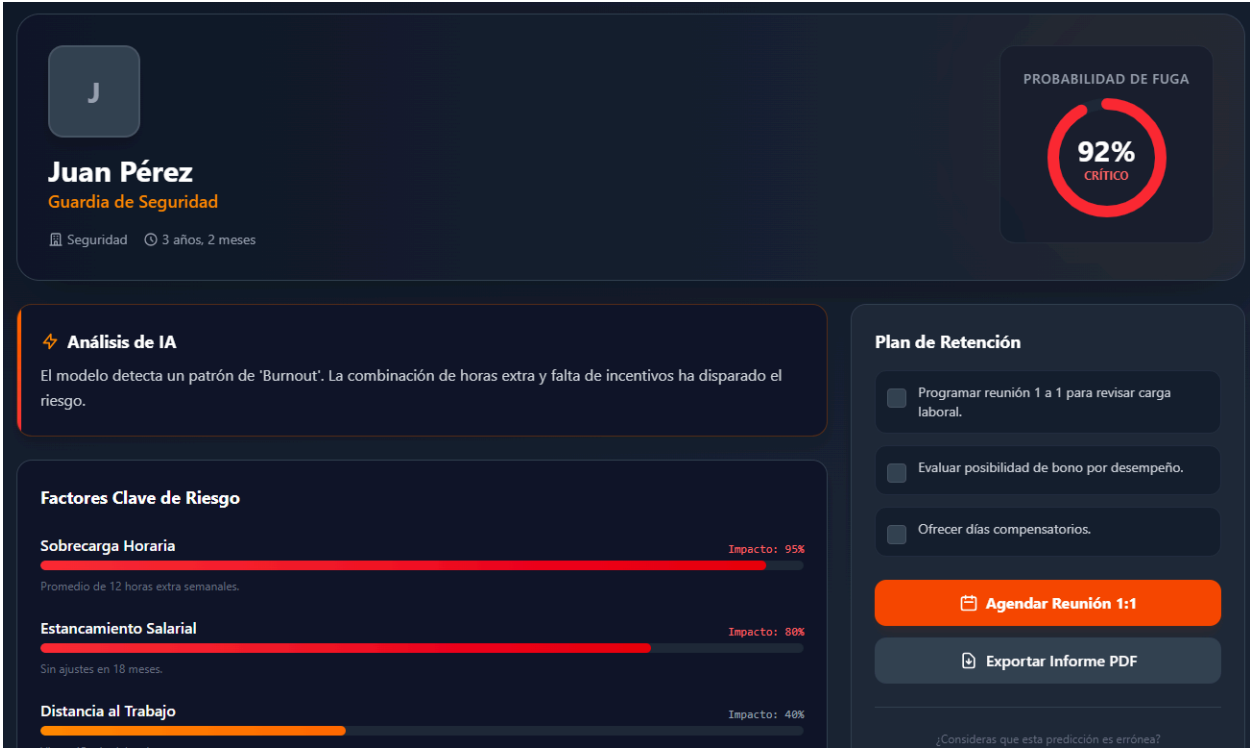 J
Juan Pérez
Guardia de Seguridad
Seguridad 3 años, 2 meses
PROBABILIDAD DE FUGA
92%
CRÍTICO
Análisis de IA
El modelo detecta un patrón de 'Burnout'. La combinación de horas extra y falta de incentivos ha disparado el
riesgo.
Factores Clave de Riesgo
Sobrecarga Horaria
Impacto: 95%
Promedio de 12 horas extra semanales.
Estancamiento Salarial
Impacto: 80%
Sin ajustes en 18 meses.
Distancia al Trabajo
Impacto: 40%
Plan de Retención
Programar reunión 1 a 1 para revisar carga
laboral.
Evaluar posibilidad de bono por desempeño.
Ofrecer días compensatorios.
Agendar Reunión 1:1
Exportar Informe PDF
¿Consideras que esta predicción es errónea?